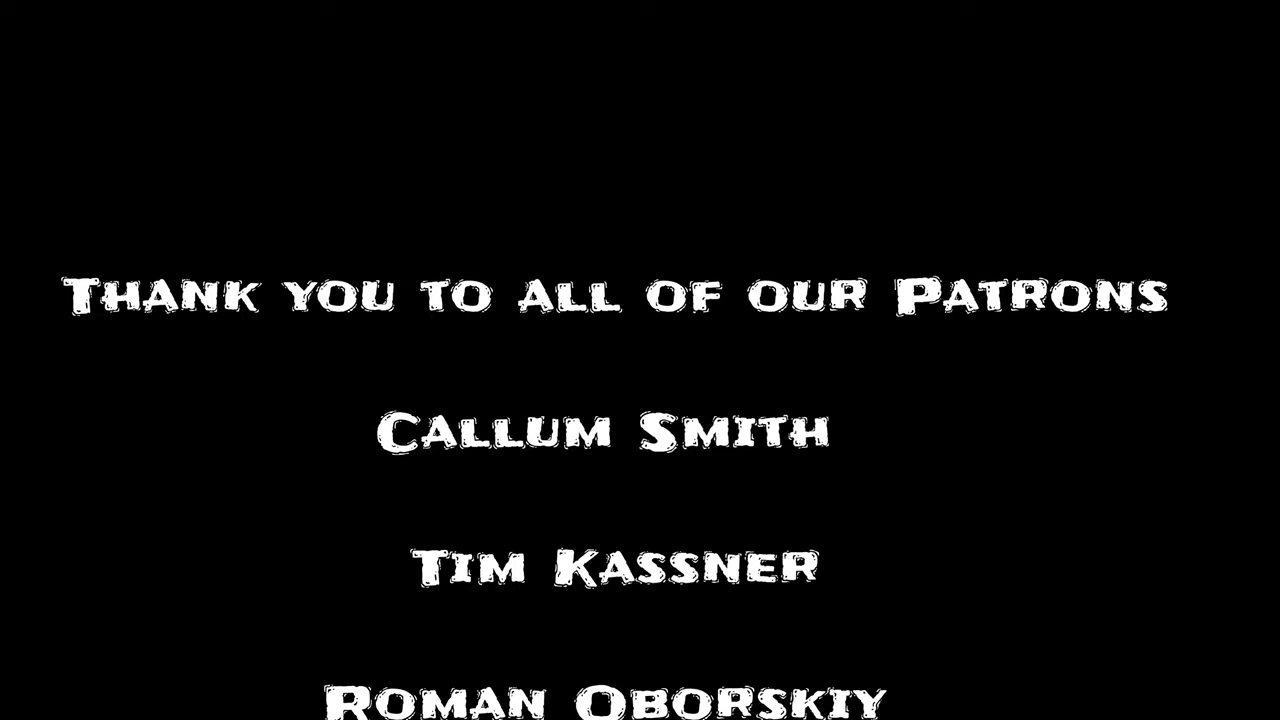 Thank you to all of our Patrons
Callum Smith
Tim Kassner
Roman Oborskiy